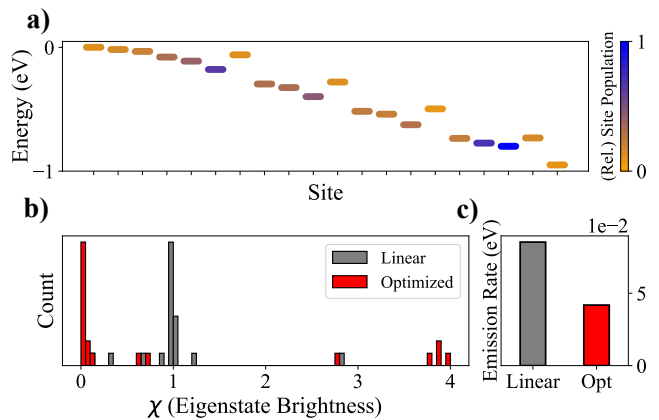 a)
0
−1
Energy (eV)
Site
1
0
(Rel.) Site Population
b)
Count
Linear
Optimized
0
1
2
3
4
χ (Eigenstate Brightness)
c)
1e-2
Emission Rate (eV)
5
0
Linear
Opt